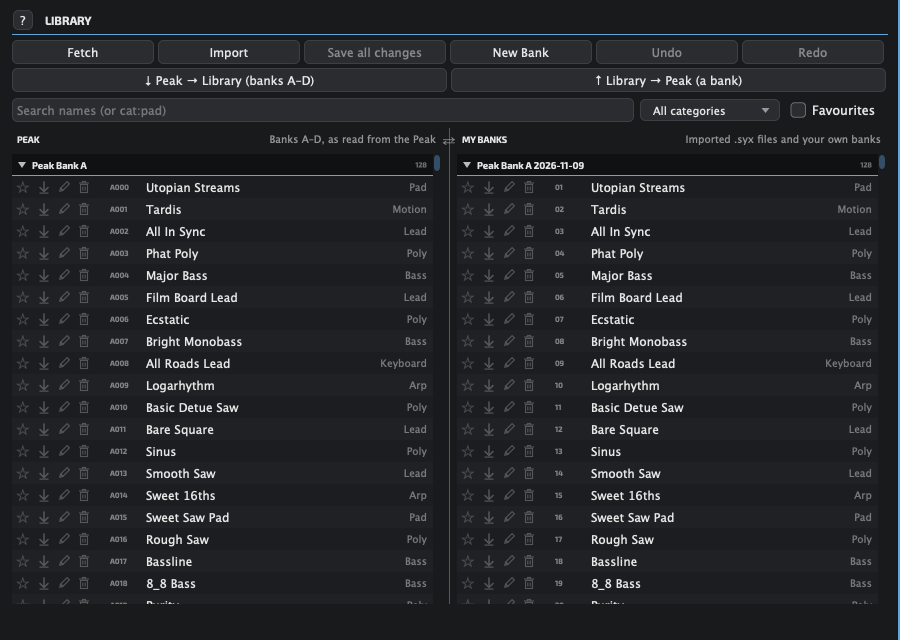 ? LIBRARY
Fetch Import Save all changes New Bank Undo Redo
↓ Peak → Library (banks A–D) ↑ Library → Peak (a bank)
Search names (or cat:pad) All categories Favourites
PEAK Banks A–D, as read from the Peak ⇄ MY BANKS Imported .syx files and your own banks
Peak Bank A 128 Peak Bank A 2026-11-09 128
A000 Utopian Streams Pad 01 Utopian Streams Pad
A001 Tardis Motion 02 Tardis Motion
A002 All In Sync Lead 03 All In Sync Lead
A003 Phat Poly Poly 04 Phat Poly Poly
A004 Major Bass Bass 05 Major Bass Bass
A005 Film Board Lead Lead 06 Film Board Lead Lead
A006 Ecstatic Poly 07 Ecstatic Poly
A007 Bright Monobass Bass 08 Bright Monobass Bass
A008 All Roads Lead Keyboard 09 All Roads Lead Keyboard
A009 Logarhythm Arp 10 Logarhythm Arp
A010 Basic Detue Saw Poly 11 Basic Detue Saw Poly
A011 Bare Square Lead 12 Bare Square Lead
A012 Sinus Poly 13 Sinus Poly
A013 Smooth Saw Lead 14 Smooth Saw Lead
A014 Sweet 16ths Arp 15 Sweet 16ths Arp
A015 Sweet Saw Pad Pad 16 Sweet Saw Pad Pad
A016 Rough Saw Poly 17 Rough Saw Poly
A017 Bassline Bass 18 Bassline Bass
A018 8_8 Bass Bass 19 8_8 Bass Bass